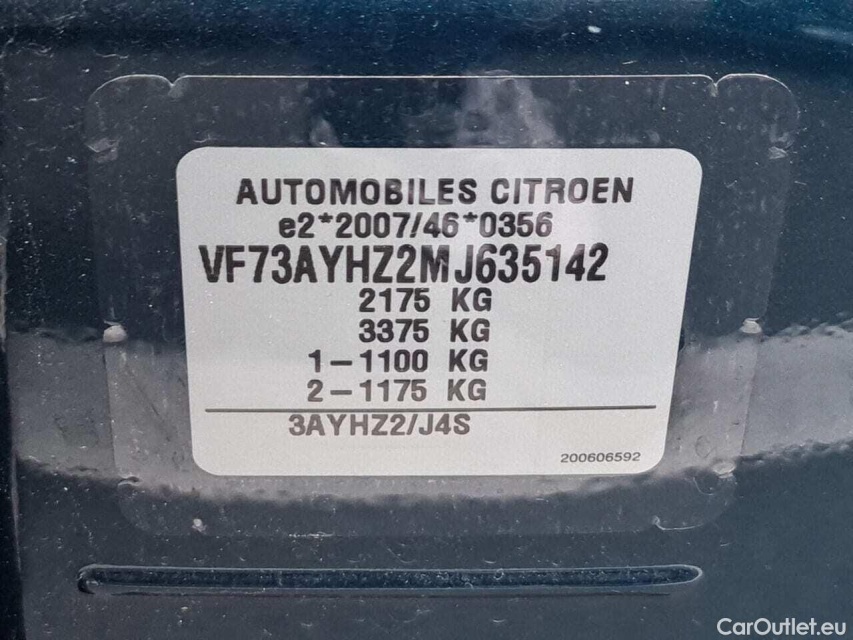 AUTOMOBILES CITROEN
e2*2007/46*0356
VF73AYHZ2MJ635142
2175 KG
3375 KG
1-1100 KG
2-1175 KG
3AYHZ2/J4S
200606592
CarOutlet.eu